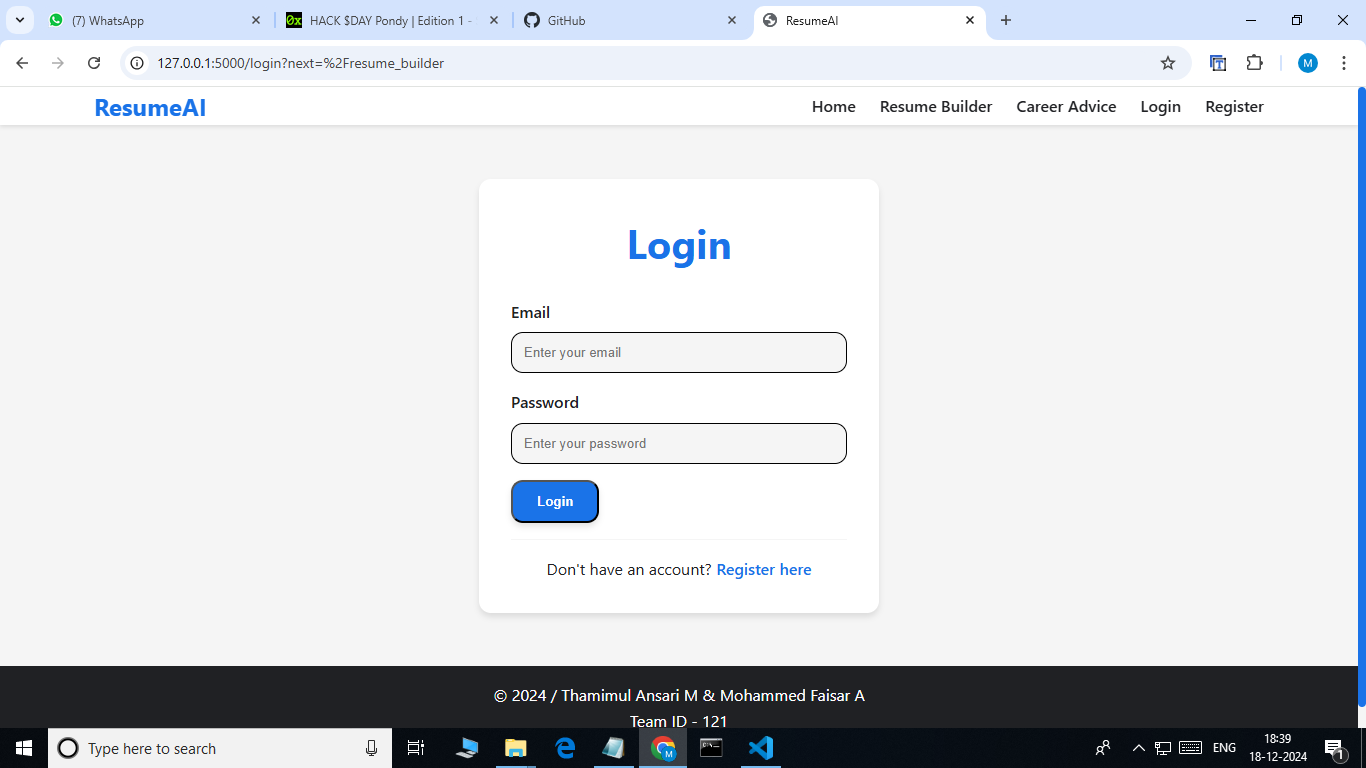 (7) WhatsApp
HACK $DAY Pondy | Edition 1 -
GitHub
ResumeAI
127.0.0.1:5000/login?next=%2Fresume_builder
M
ResumeAI
Home
Resume Builder
Career Advice
Login
Register
Login
Email
Enter your email
Password
Enter your password
Login
Don't have an account? Register here
© 2024 / Thamimul Ansari M & Mohammed Faisar A
Team ID - 121
Type here to search
ENG
18:39
18-12-2024
1